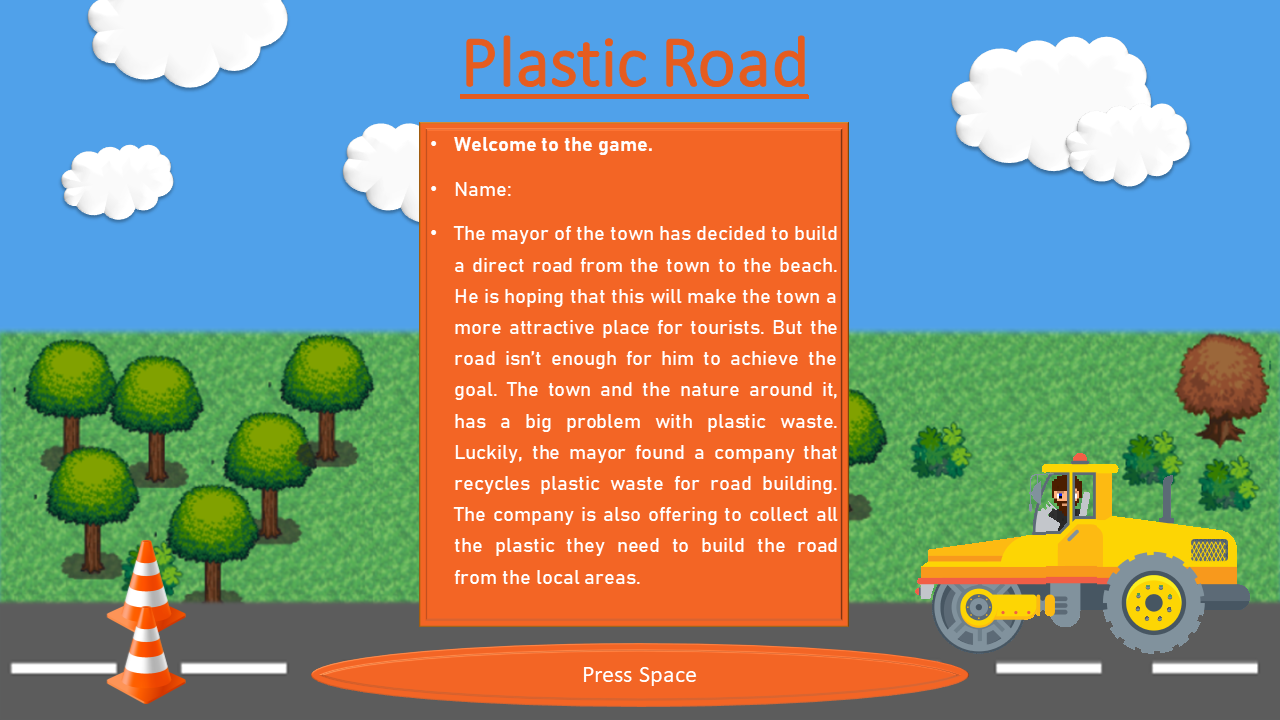 Plastic Road
• Welcome to the game.
• Name:
• The mayor of the town has decided to build
a direct road from the town to the beach.
He is hoping that this will make the town a
more attractive place for tourists. But the
road isn't enough for him to achieve the
goal. The town and the nature around it,
has a big problem with plastic waste.
Luckily, the mayor found a company that
recycles plastic waste for road building.
The company is also offering to collect all
the plastic they need to build the road
from the local areas.
Press Space